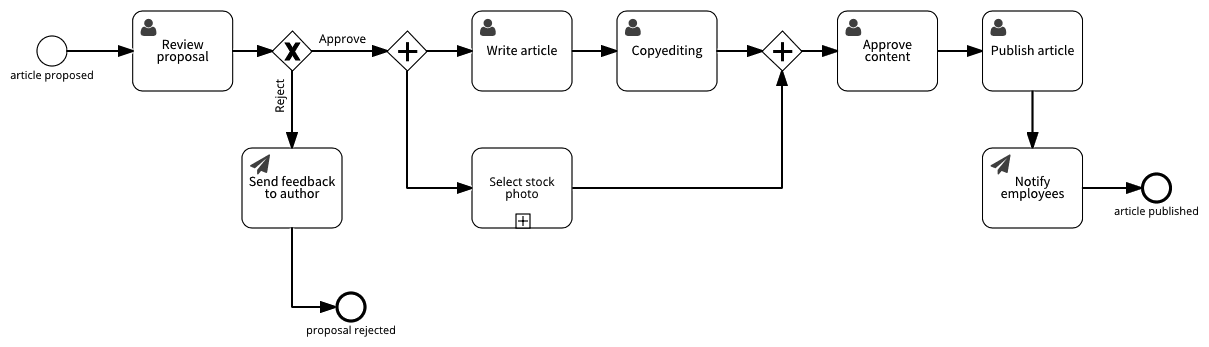 article proposed
Review
proposal
Approve
Reject
Write article
Copyediting
Approve
content
Publish article
Send feedback
to author
Select stock
photo
Notify
employees
article published
proposal rejected